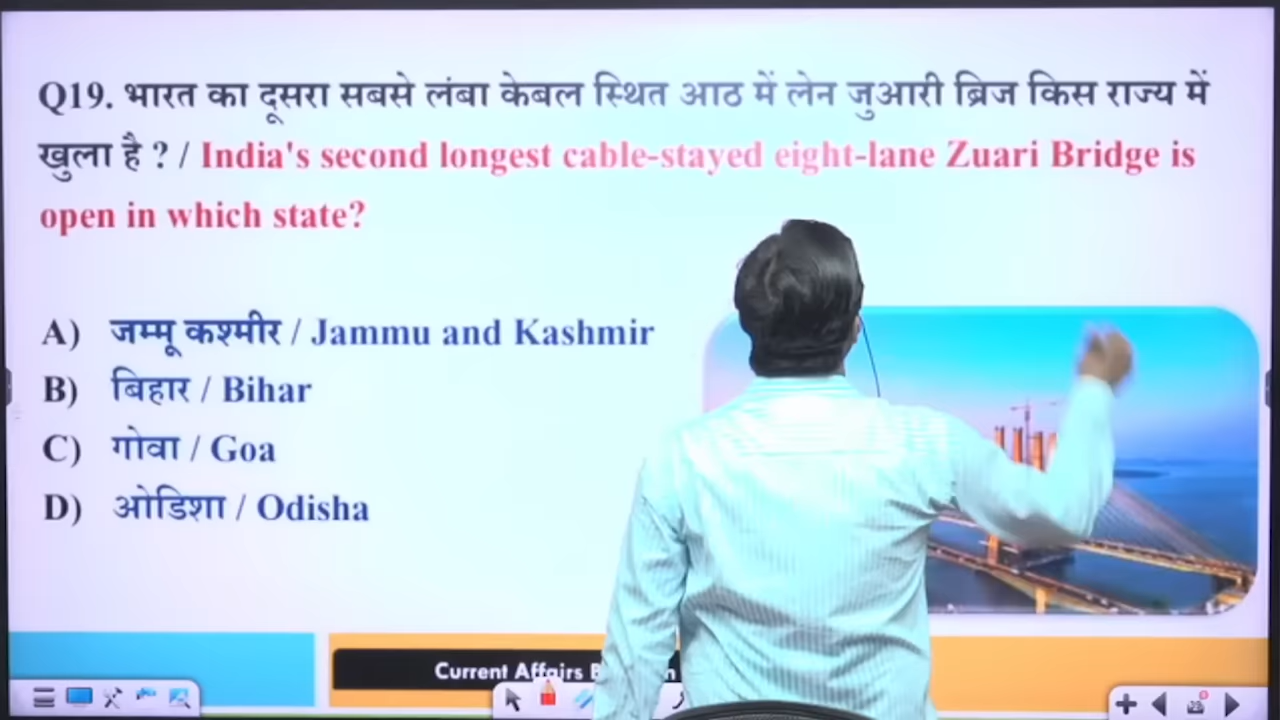 Q19. भारत का दूसरा सबसे लंबा केबल स्थित आठ में लेन जुआरी ब्रिज किस राज्य में
खुला है ? / India's second longest cable-stayed eight-lane Zuari Bridge is
open in which state?
A) जम्मू कश्मीर / Jammu and Kashmir
B) बिहार / Bihar
C) गोवा / Goa
D) ओडिशा / Odisha
Current Affairs